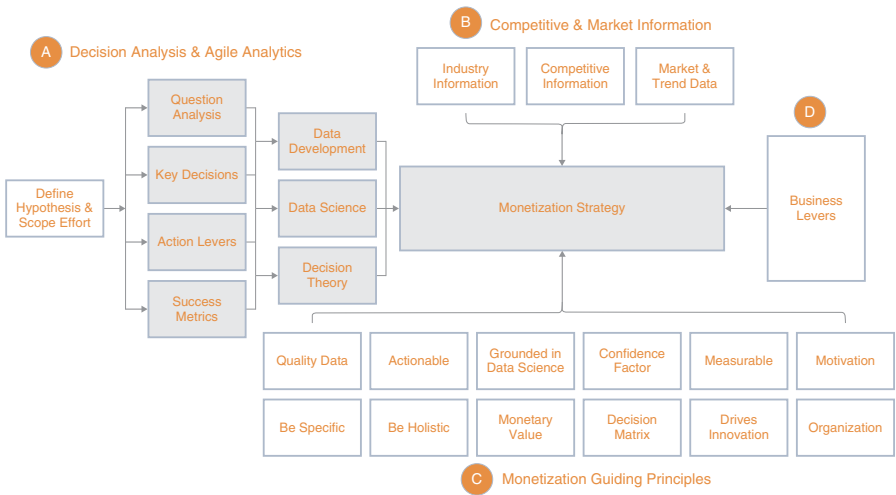 A
Decision Analysis & Agile Analytics
B
Competitive & Market Information
Industry
Information
Competitive
Information
Market &
Trend Data
D
Question
Analysis
Key Decisions
Action Levers
Success
Metrics
Define
Hypothesis &
Scope Effort
Data
Development
Data Science
Decision
Theory
Monetization Strategy
Business
Levers
Quality Data
Actionable
Grounded in
Data Science
Confidence
Factor
Measurable
Motivation
Be Specific
Be Holistic
Monetary
Value
Decision
Matrix
Drives
Innovation
Organization
C
Monetization Guiding Principles